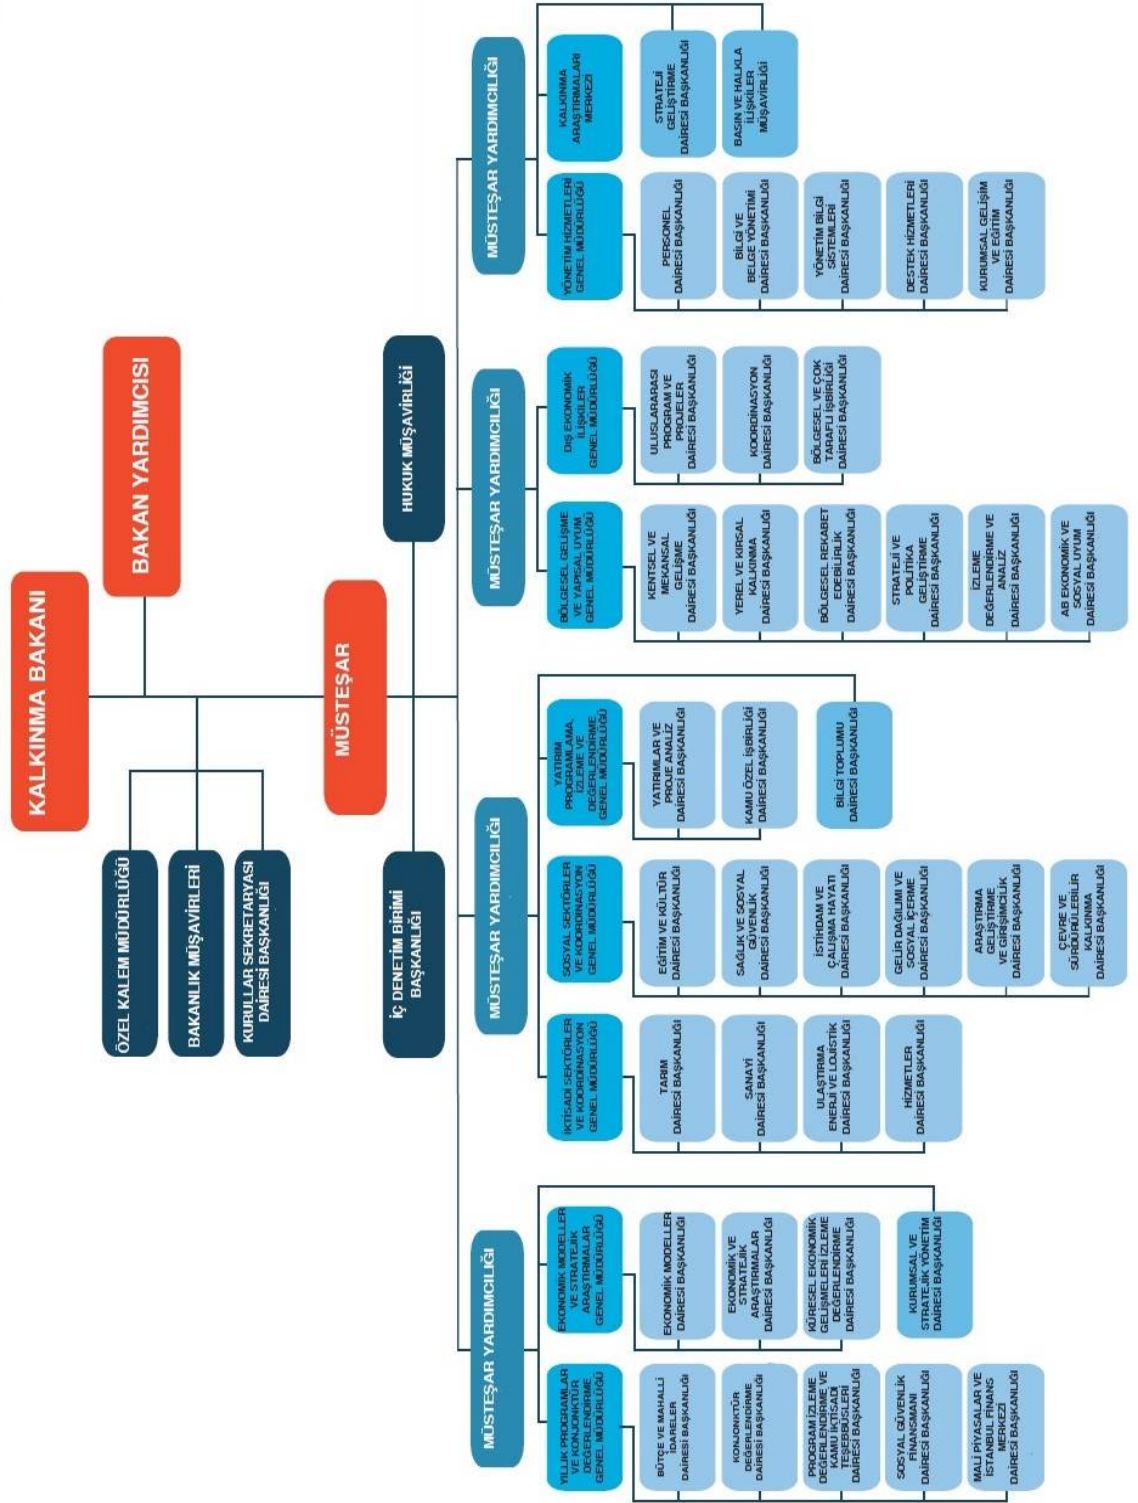 KALKINMA BAKANI
BAKAN YARDIMCISI
ÖZEL KALEM MÜDÜRLÜĞÜ
BAKANLIK MÜŞAVİRLERİ
KURULLAR SEKRETARYASI
DAİRESİ BAŞKANLIĞI
MÜSTEŞAR
İÇ DENETİM BİRİMİ
BAŞKANLIĞI
HUKUK MÜŞAVİRLİĞİ
MÜSTEŞAR YARDIMCILIĞI
YILLIK PROGRAMLAR
VE KONJONKTÜR
DEĞERLENDİRME
GENEL MÜDÜRLÜĞÜ
BÜTÇE VE MAHALLİ
İDARELER
DAİRESİ BAŞKANLIĞI
KONJONKTÜR
DEĞERLENDİRME
DAİRESİ BAŞKANLIĞI
PROGRAM İZLEME
DEĞERLENDİRME VE
KAMU İKTİSADİ
TEŞEBBÜSLERİ
DAİRESİ BAŞKANLIĞI
SOSYAL GÜVENLİK
FİNANSMANI
DAİRESİ BAŞKANLIĞI
MALİ PİYASALAR VE
İSTANBUL FİNANS
MERKEZİ
DAİRESİ BAŞKANLIĞI
EKONOMİK MODELLER
VE STRATEJİK
ARAŞTIRMALAR
GENEL MÜDÜRLÜĞÜ
EKONOMİK MODELLER
DAİRESİ BAŞKANLIĞI
EKONOMİK VE
STRATEJİK
ARAŞTIRMALAR
DAİRESİ BAŞKANLIĞI
KÜRESEL EKONOMİK
GELİŞMELERİ İZLEME
DEĞERLENDİRME
DAİRESİ BAŞKANLIĞI
KURUMSAL VE
STRATEJİK YÖNETİM
DAİRESİ BAŞKANLIĞI
MÜSTEŞAR YARDIMCILIĞI
İKTİSADİ SEKTÖRLER
VE KOORDİNASYON
GENEL MÜDÜRLÜĞÜ
TARIM
DAİRESİ BAŞKANLIĞI
SANAYİ
DAİRESİ BAŞKANLIĞI
ULAŞTIRMA
ENERJİ VE LOJİSTİK
DAİRESİ BAŞKANLIĞI
HİZMETLER
DAİRESİ BAŞKANLIĞI
SOSYAL SEKTÖRLER
VE KOORDİNASYON
GENEL MÜDÜRLÜĞÜ
EĞİTİM VE KÜLTÜR
DAİRESİ BAŞKANLIĞI
SAĞLIK VE SOSYAL
GÜVENLİK
DAİRESİ BAŞKANLIĞI
İSTİHDAM VE
ÇALIŞMA HAYATI
DAİRESİ BAŞKANLIĞI
GELİR DAĞILIMI VE
SOSYAL İÇERME
DAİRESİ BAŞKANLIĞI
ARAŞTIRMA
GELİŞTİRME
VE GİRİŞİMCİLİK
DAİRESİ BAŞKANLIĞI
ÇEVRE VE
SÜRDÜRÜLEBİLİR
KALKINMA
DAİRESİ BAŞKANLIĞI
YATIRIM
PROGRAMLAMA,
İZLEME VE
DEĞERLENDİRME
GENEL MÜDÜRLÜĞÜ
YATIRIMLAR VE
PROJE ANALİZ
DAİRESİ BAŞKANLIĞI
KAMU ÖZEL İŞBİRLİĞİ
DAİRESİ BAŞKANLIĞI
BİLGİ TOPLUMU
DAİRESİ BAŞKANLIĞI
MÜSTEŞAR YARDIMCILIĞI
BÖLGESEL GELİŞME
VE YAPISAL UYUM
GENEL MÜDÜRLÜĞÜ
KENTSEL VE
MEKANSAL
GELİŞME
DAİRESİ BAŞKANLIĞI
YEREL VE KIRSAL
KALKINMA
DAİRESİ BAŞKANLIĞI
BÖLGESEL REKABET
EDEBİLİRLİK
DAİRESİ BAŞKANLIĞI
STRATEJİ VE
POLİTİKA
GELİŞTİRME
DAİRESİ BAŞKANLIĞI
İZLEME
DEĞERLENDİRME VE
ANALİZ
DAİRESİ BAŞKANLIĞI
AB EKONOMİK VE
SOSYAL UYUM
DAİRESİ BAŞKANLIĞI
DIŞ EKONOMİK
İLİŞKİLER
GENEL MÜDÜRLÜĞÜ
ULUSLARARASI
PROGRAM VE
PROJELER
DAİRESİ BAŞKANLIĞI
KOORDİNASYON
DAİRESİ BAŞKANLIĞI
BÖLGESEL VE ÇOK
TARAFLI İŞBİRLİĞİ
DAİRESİ BAŞKANLIĞI
MÜSTEŞAR YARDIMCILIĞI
YÖNETİM HİZMETLERİ
GENEL MÜDÜRLÜĞÜ
PERSONEL
DAİRESİ BAŞKANLIĞI
BİLGİ VE
BELGE YÖNETİMİ
DAİRESİ BAŞKANLIĞI
YÖNETİM BİLGİ
SİSTEMLERİ
DAİRESİ BAŞKANLIĞI
DESTEK HİZMETLERİ
DAİRESİ BAŞKANLIĞI
KURUMSAL GELİŞİM
VE EĞİTİM
DAİRESİ BAŞKANLIĞI
KALKINMA
ARAŞTIRMALARI
MERKEZİ
STRATEJİ
GELİŞTİRME
DAİRESİ BAŞKANLIĞI
BASIN VE HALKLA
İLİŞKİLER
MÜŞAVİRLİĞİ